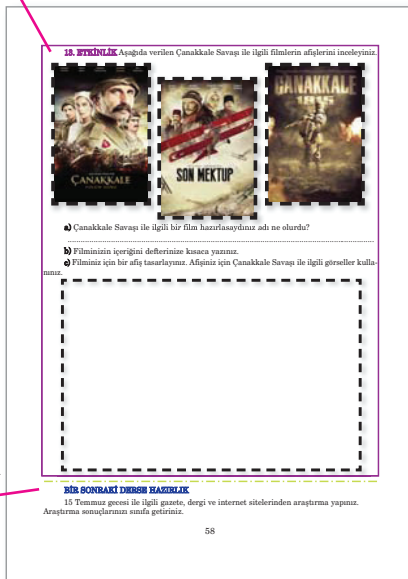 13. ETKİNLİK Aşağıda verilen Çanakkale Savaşı ile ilgili filmlerin afişlerini inceleyiniz.
ÇANAKKALE
SON MEKTUP
ÇANAKKALE
1915
a) Çanakkale Savaşı ile ilgili bir film hazırlasaydınız adı ne olurdu?
b) Filminizin içeriğini defterinize kısaca yazınız.
c) Filminiz için bir afiş tasarlayınız. Afişiniz için Çanakkale Savaşı ile ilgili görseller kulla-
nınız.
BİR SONRAKİ DERSE HAZIRLIK
15 Temmuz gecesi ile ilgili gazete, dergi ve internet sitelerinden araştırma yapınız.
Araştırma sonuçlarınızı sınıfa getiriniz.
58